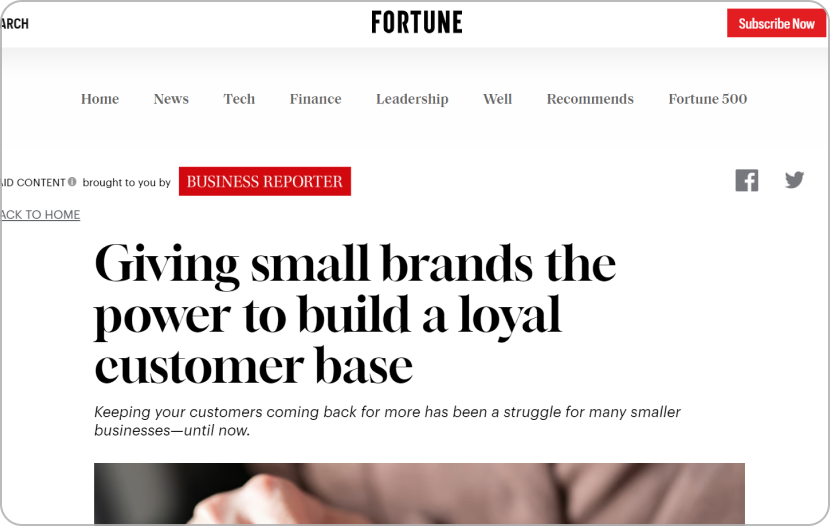 ARCH
FORTUNE
Subscribe Now
Home News Tech Finance Leadership Well Recommends Fortune 500
AID CONTENT brought to you by BUSINESS REPORTER
ACK TO HOME
Giving small brands the
power to build a loyal
customer base
Keeping your customers coming back for more has been a struggle for many smaller
businesses—until now.